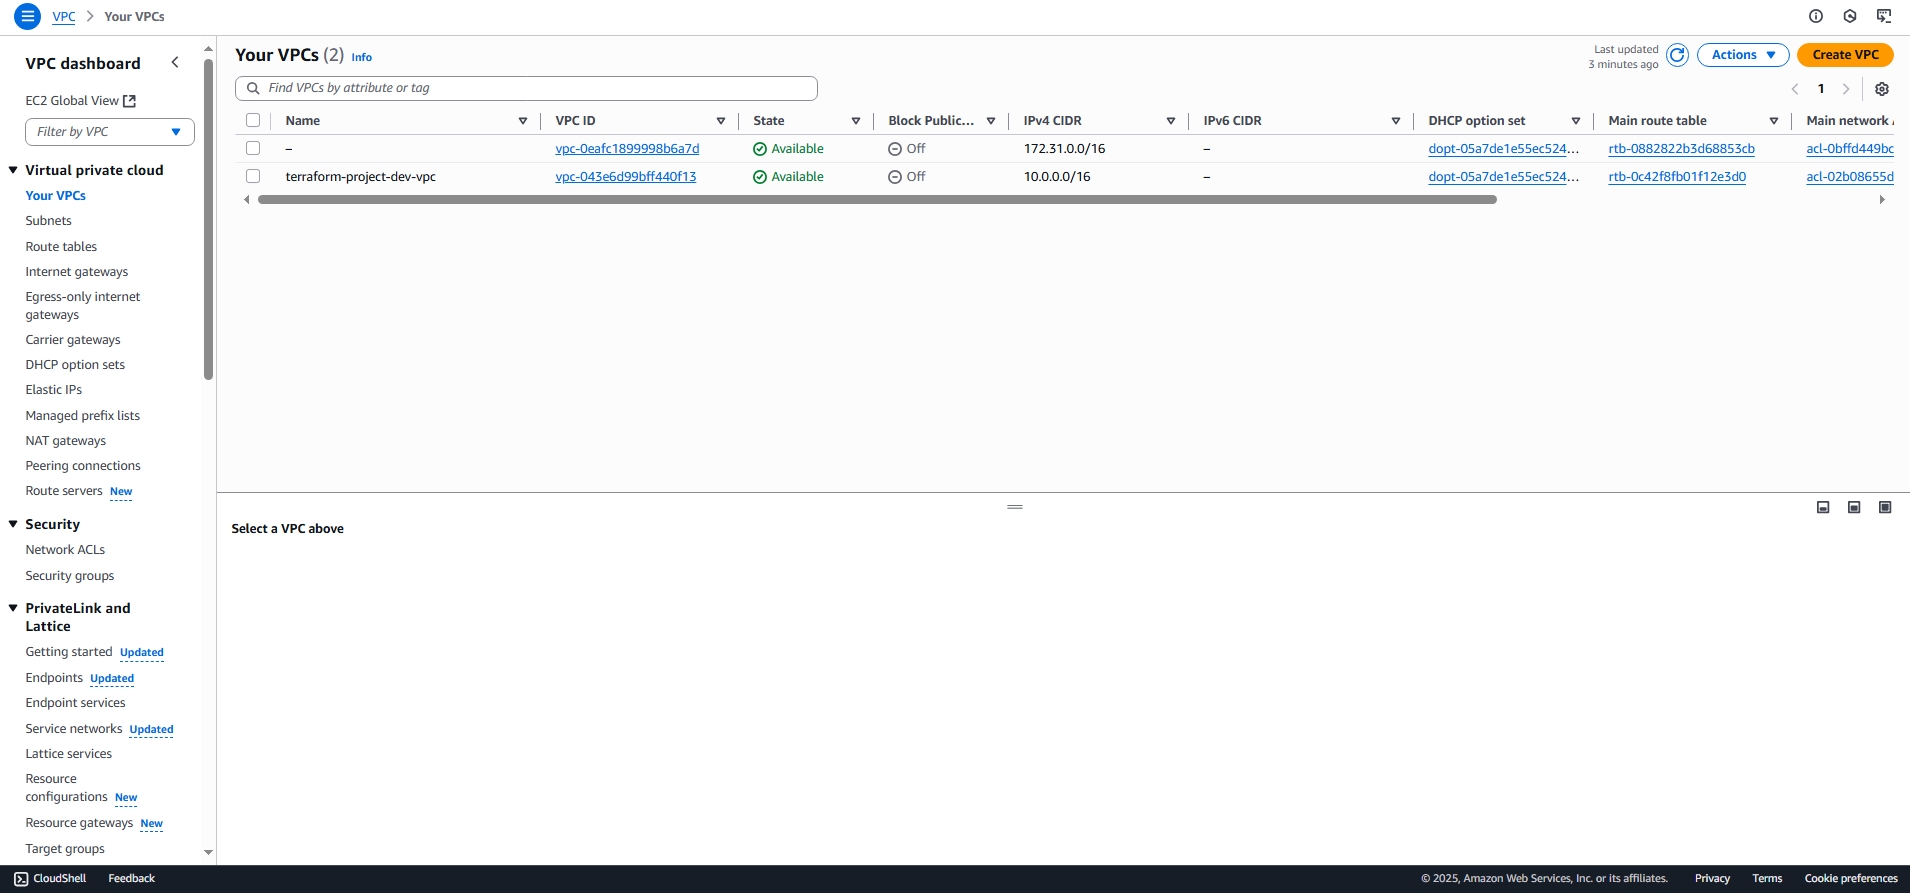 VPC > Your VPCs
VPC dashboard
EC2 Global View
Filter by VPC
Virtual private cloud
Your VPCs
Subnets
Route tables
Internet gateways
Egress-only internet
gateways
Carrier gateways
DHCP option sets
Elastic IPs
Managed prefix lists
NAT gateways
Peering connections
Route servers New
Security
Network ACLs
Security groups
PrivateLink and
Lattice
Getting started Updated
Endpoints Updated
Endpoint services
Service networks Updated
Lattice services
Resource
configurations New
Resource gateways New
Target groups
Your VPCs (2) Info
Last updated
3 minutes ago
Actions
Create VPC
Find VPCs by attribute or tag
1
Name VPC ID State Block Public... IPv4 CIDR IPv6 CIDR DHCP option set Main route table Main network
– vpc-0eafc1899998b6a7d Available Off 172.31.0.0/16 – dopt-05a7de1e55ec524... rtb-0882822b3d68853cb acl-0bffd449bc
terraform-project-dev-vpc vpc-043e6d99bff440f13 Available Off 10.0.0.0/16 – dopt-05a7de1e55ec524... rtb-0c42f8fb01f12e3d0 acl-02b08655d
Select a VPC above
CloudShell Feedback © 2025, Amazon Web Services, Inc. or its affiliates. Privacy Terms Cookie preferences